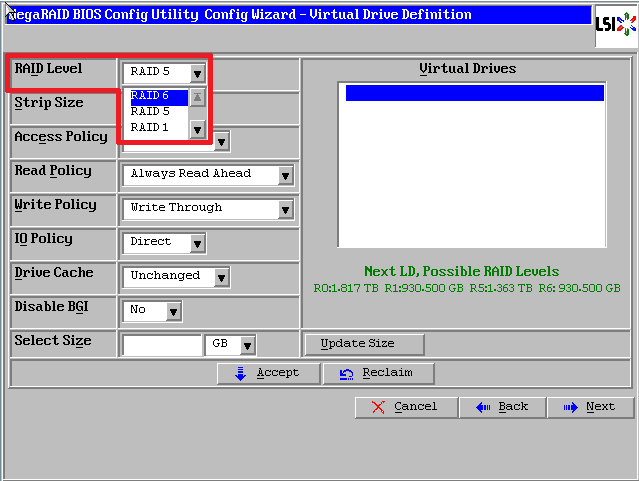 egaRAID BIOS Config Utility Config Wizard - Virtual Drive Definition
LSI
RAID Level
RAID 5
RAID 6
RAID 5
RAID 1
Strip Size
Access Policy
Read Policy
Always Read Ahead
Write Policy
Write Through
IO Policy
Direct
Drive Cache
Unchanged
Disable BGI
No
Select Size
GB
Virtual Drives
Next LD, Possible RAID Levels
R0:1.817 TB R1:930.500 GB R5:1.363 TB R6: 930.500 GB
Update Size
Accept
Reclaim
Cancel
Back
Next